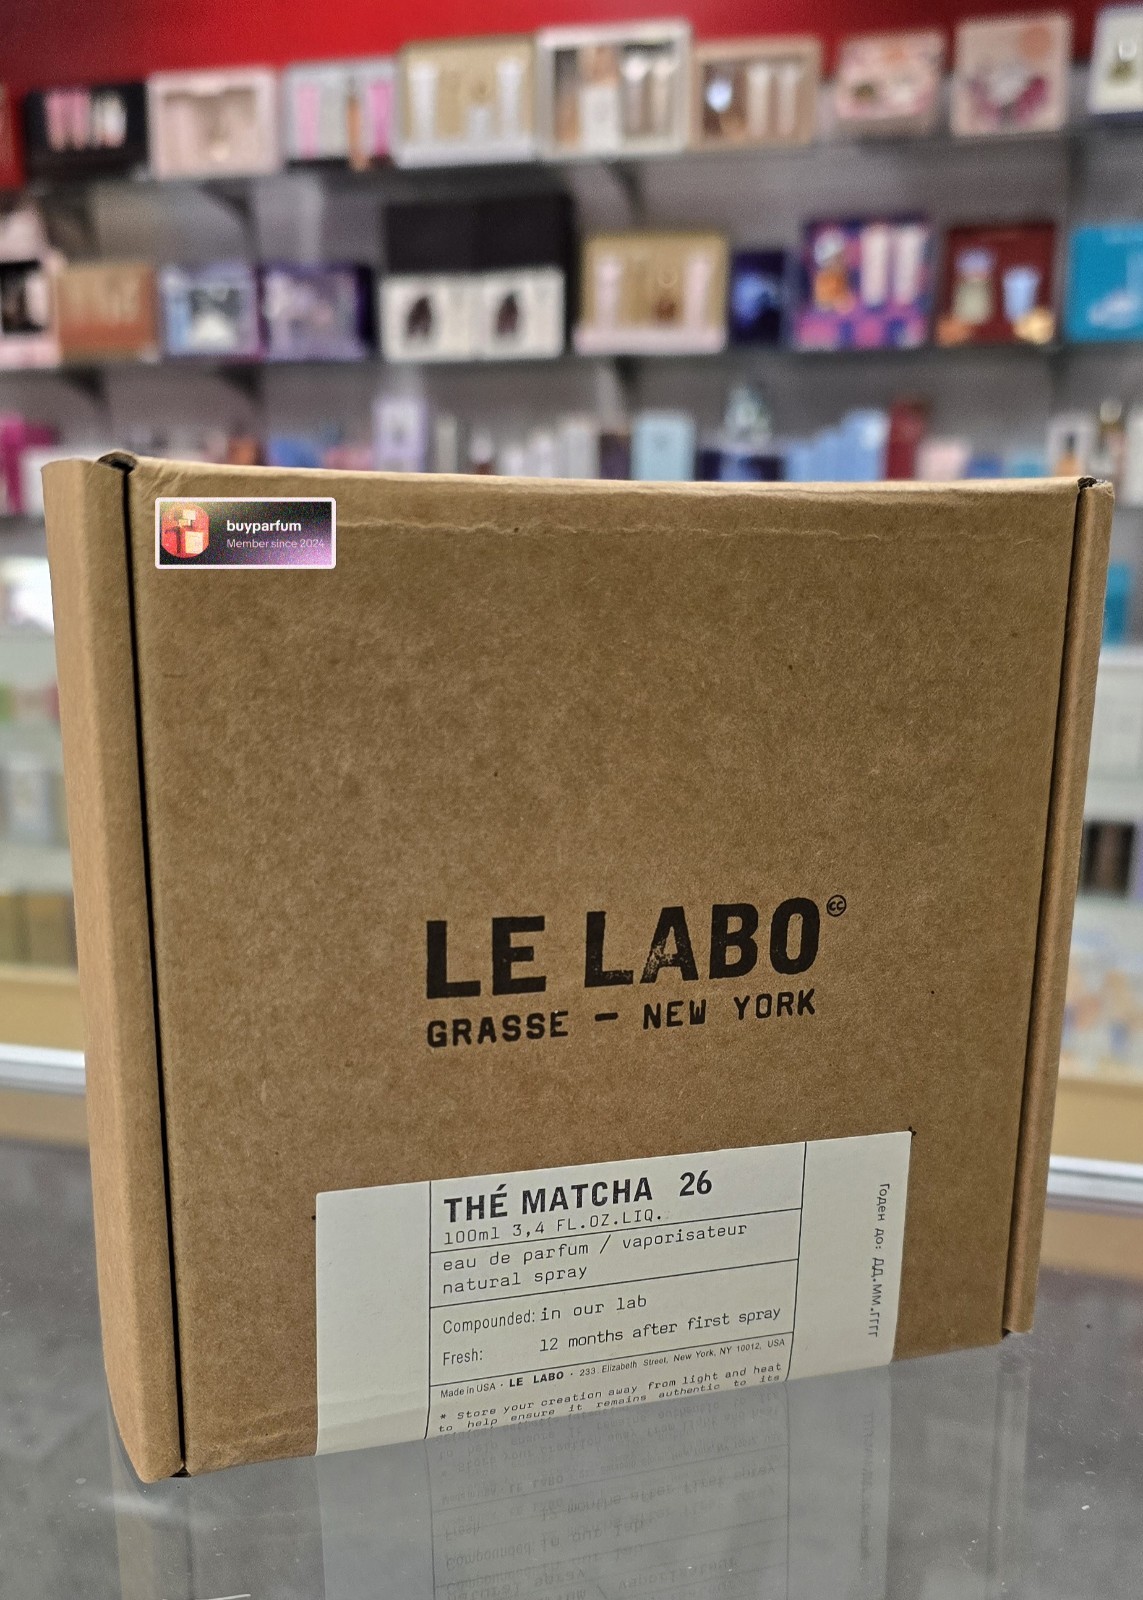 buyparfum
Member since 2024
LE LABO
GRASSE — NEW YORK
THÉ MATCHA 26
100ml 3,4 FL.OZ.LIQ.
eau de parfum / vaporisateur
natural spray
Compounded: in our lab
Fresh: 12 months after first spray
Made in USA · LE LABO · 233 Elizabeth Street, New York, NY 10012, USA
* Store your creation away from light and heat
to help ensure it remains authentic to its
Годен до: ДД.ММ.ГГГГ